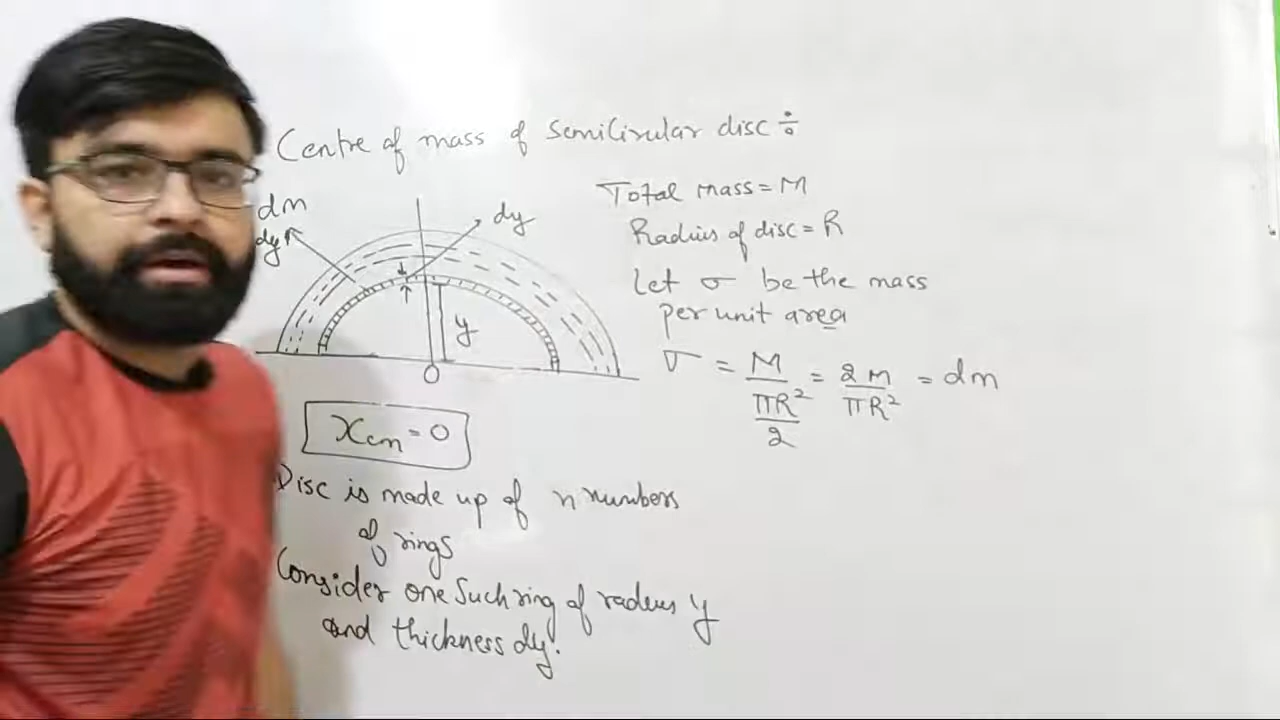 Centre of mass of Semicircular disc ÷
dm
dy
dy
y
O
Xcm = 0
Total mass = M
Radius of disc = R
Let σ be the mass
per unit area
σ = M/(πR²/2) = 2M/πR² = dm
Disc is made up of n numbers
of rings
Consider one Such ring of radius y
and thickness dy.